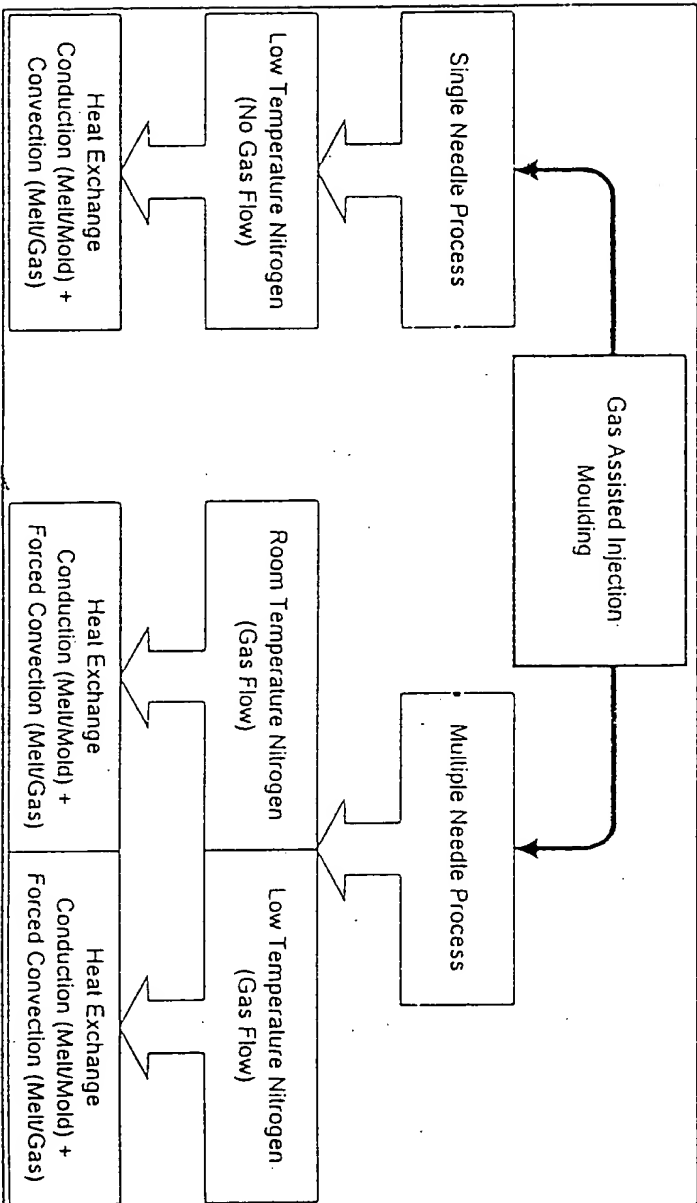 Gas Assisted Injection
Moulding
Single Needle Process
Multiple Needle Process
Low Temperature Nitrogen
(No Gas Flow)
Room Temperature Nitrogen
(Gas Flow)
Low Temperature Nitrogen
(Gas Flow)
Heat Exchange
Conduction (Melt/Mold) +
Convection (Melt/Gas)
Heat Exchange
Conduction (Melt/Mold) +
Forced Convection (Melt/Gas)
Heat Exchange
Conduction (Melt/Mold) +
Forced Convection (Melt/Gas)